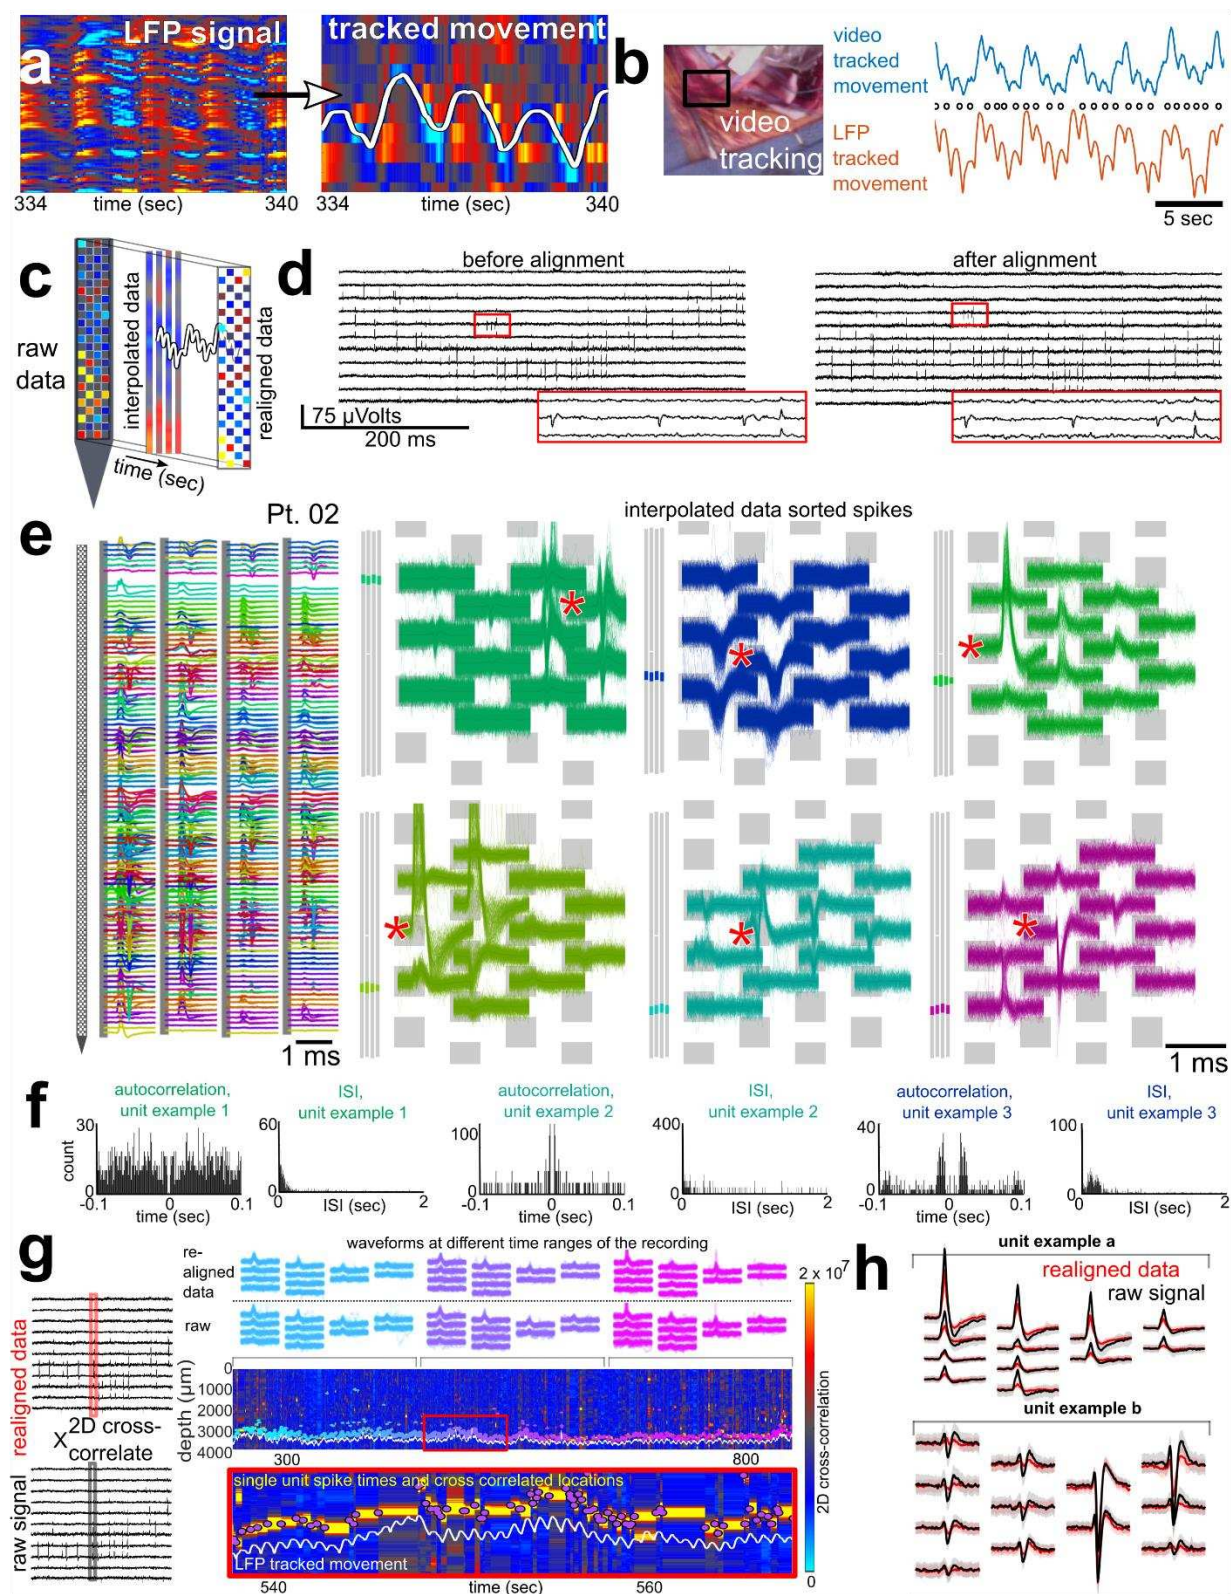 a
LFP signal
tracked movement
334
time (sec)
340
334
time (sec)
340
b
video
tracking
video
tracked
movement
LFP
tracked
movement
5 sec
c
raw
data
interpolated data
realigned data
time (sec)
d
before alignment
after alignment
75 µVolts
200 ms
e
Pt. 02
interpolated data sorted spikes
*
*
*
*
*
*
1 ms
1 ms
f
autocorrelation,
unit example 1
30
count
0
-0.1
0
0.1
time (sec)
ISI,
unit example 1
60
0
0
2
ISI (sec)
autocorrelation,
unit example 2
100
0
-0.1
0
0.1
time (sec)
ISI,
unit example 2
400
0
0
2
ISI (sec)
autocorrelation,
unit example 3
40
0
-0.1
0
0.1
time (sec)
ISI,
unit example 3
100
0
0
2
ISI (sec)
g
realigned data
X
2D cross-
correlate
raw signal
waveforms at different time ranges of the recording
re-
aligned
data
raw
depth (µm)
0
1000
2000
3000
4000
300
800
2 x 10⁷
2D cross-correlation
0
single unit spike times and cross correlated locations
LFP tracked movement
540
time (sec)
560
h
unit example a
realigned data
raw signal
unit example b